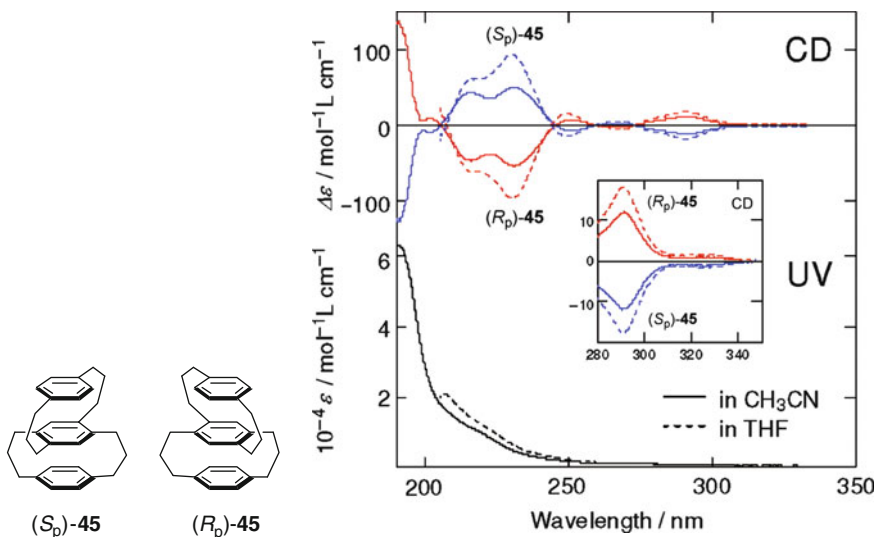 (Sp)-45
(Rp)-45
(Sp)-45
CD
100
0
−100
Δε / mol−1L cm−1
(Rp)-45
(Rp)-45
CD
10
0
−10
(Sp)-45
280
300
320
340
UV
6
4
2
10−4 ε / mol−1L cm−1
in CH3CN
in THF
200
250
300
350
Wavelength / nm